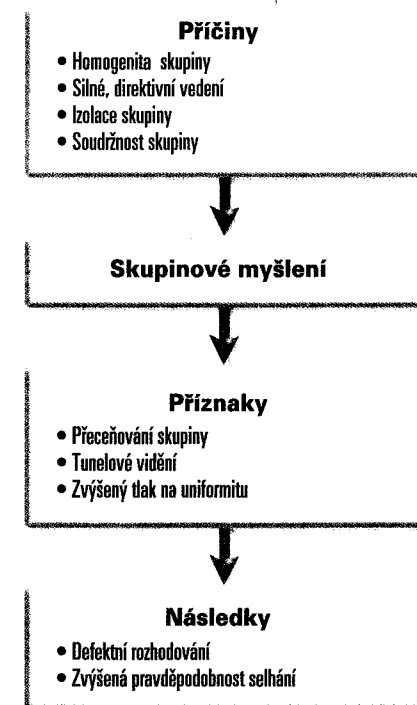 Příčiny
• Homogenita skupiny
• Silné, direktivní vedení
• Izolace skupiny
• Soudržnost skupiny
Skupinové myšlení
Příznaky
• Přeceňování skupiny
• Tunelové vidění
• Zvýšený tlak na uniformitu
Následky
• Defektní rozhodování
• Zvýšená pravděpodobnost selhání